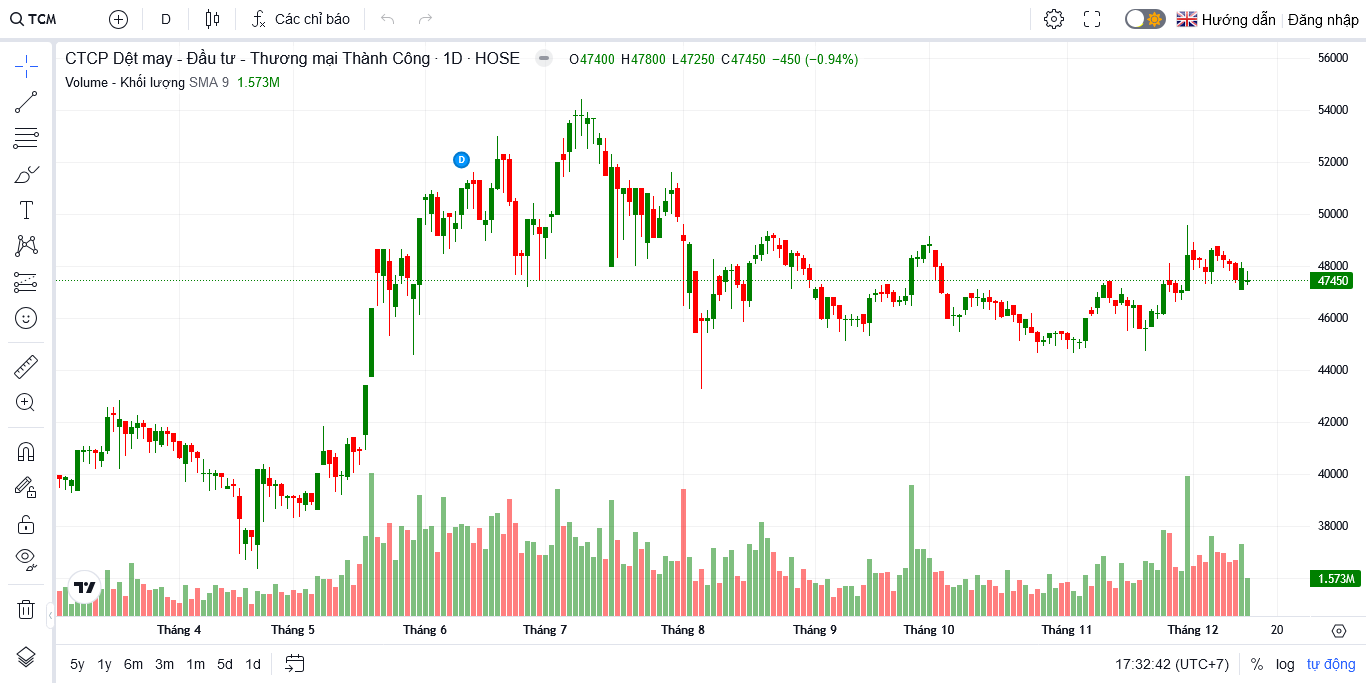 TCM D Các chỉ báo Hướng dẫn Đăng nhập
CTCP Dệt may - Đầu tư - Thương mại Thành Công · 1D · HOSE O47400 H47800 L47250 C47450 −450 (−0.94%)
Volume - Khối lượng SMA 9 1.573M
56000
54000
52000
D
50000
48000
47450
46000
44000
42000
40000
38000
1.573M
Tháng 4 Tháng 5 Tháng 6 Tháng 7 Tháng 8 Tháng 9 Tháng 10 Tháng 11 Tháng 12 20
5y 1y 6m 3m 1m 5d 1d 17:32:42 (UTC+7) % log tự động